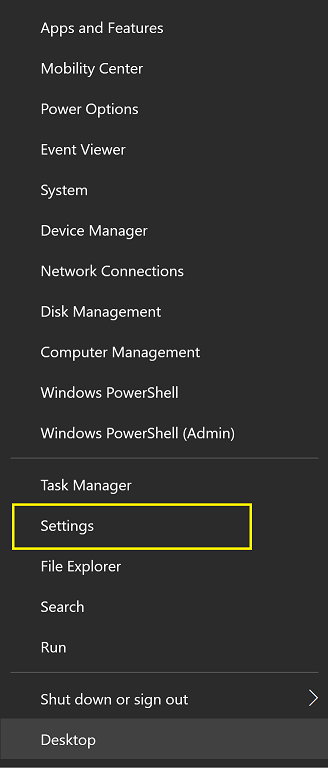 Apps and Features
Mobility Center
Power Options
Event Viewer
System
Device Manager
Network Connections
Disk Management
Computer Management
Windows PowerShell
Windows PowerShell (Admin)
Task Manager
Settings
File Explorer
Search
Run
Shut down or sign out
Desktop